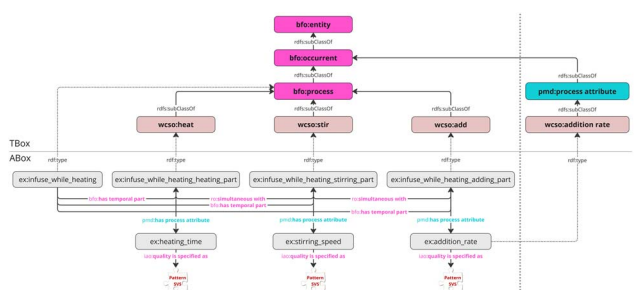 bfo:entity
rdfs:subClassOf
bfo:occurrent
rdfs:subClassOf
rdfs:subClassOf
bfo:process
pmd:process attribute
rdfs:subClassOf
rdfs:subClassOf
rdfs:subClassOf
rdfs:subClassOf
wcso:heat
wcso:stir
wcso:add
wcso:addition rate
TBox
ABox
rdf:type
rdf:type
rdf:type
rdf:type
rdf:type
ex:infuse_while_heating
ex:infuse_while_heating_heating_part
ex:infuse_while_heating_stirring_part
ex:infuse_while_heating_adding_part
bfo:has temporal part
ro:simultaneous with
ro:simultaneous with
bfo:has temporal part
bfo:has temporal part
pmd:has process attribute
pmd:has process attribute
pmd:has process attribute
ex:heating_time
ex:stirring_speed
ex:addition_rate
iao:quality is specified as
iao:quality is specified as
iao:quality is specified as
Pattern
SVS
Pattern
SVS
Pattern
SVS